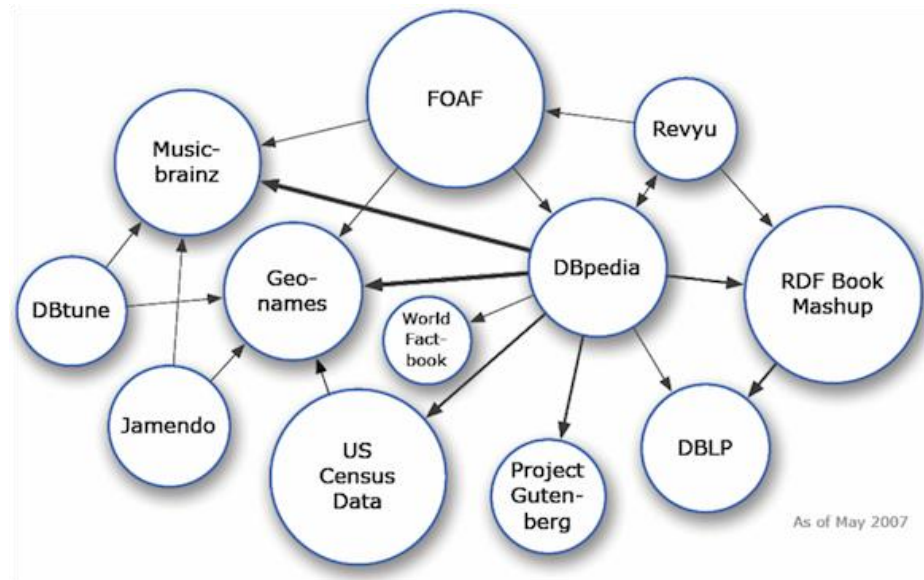 FOAF
Revyu
Music-
brainz
DBpedia
Geo-
names
RDF Book
Mashup
DBtune
World
Fact-
book
Jamendo
US
Census
Data
DBLP
Project
Guten-
berg
As of May 2007